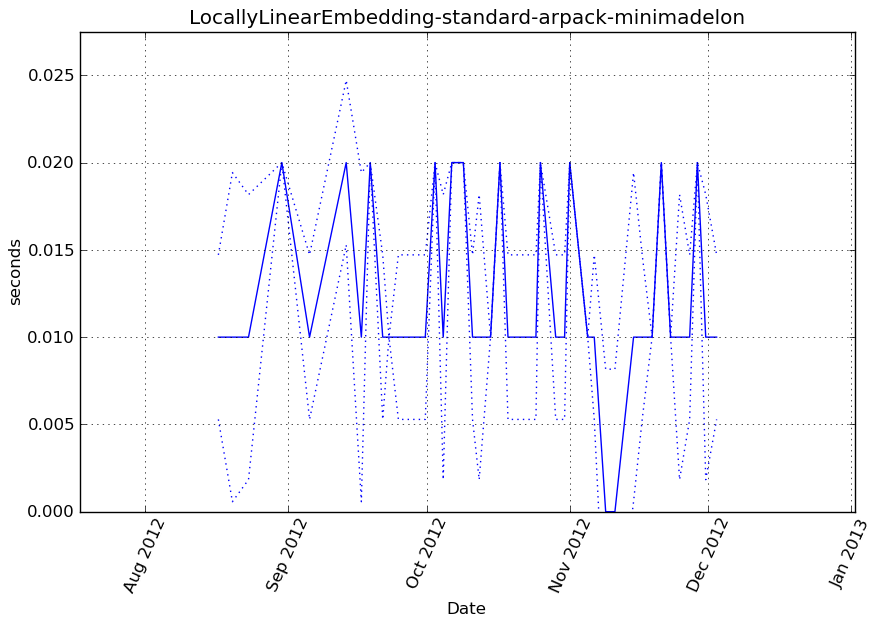 LocallyLinearEmbedding-standard-arpack-minimadelon
0.025
0.020
0.015
0.010
0.005
0.000
seconds
Aug 2012
Sep 2012
Oct 2012
Nov 2012
Dec 2012
Jan 2013
Date